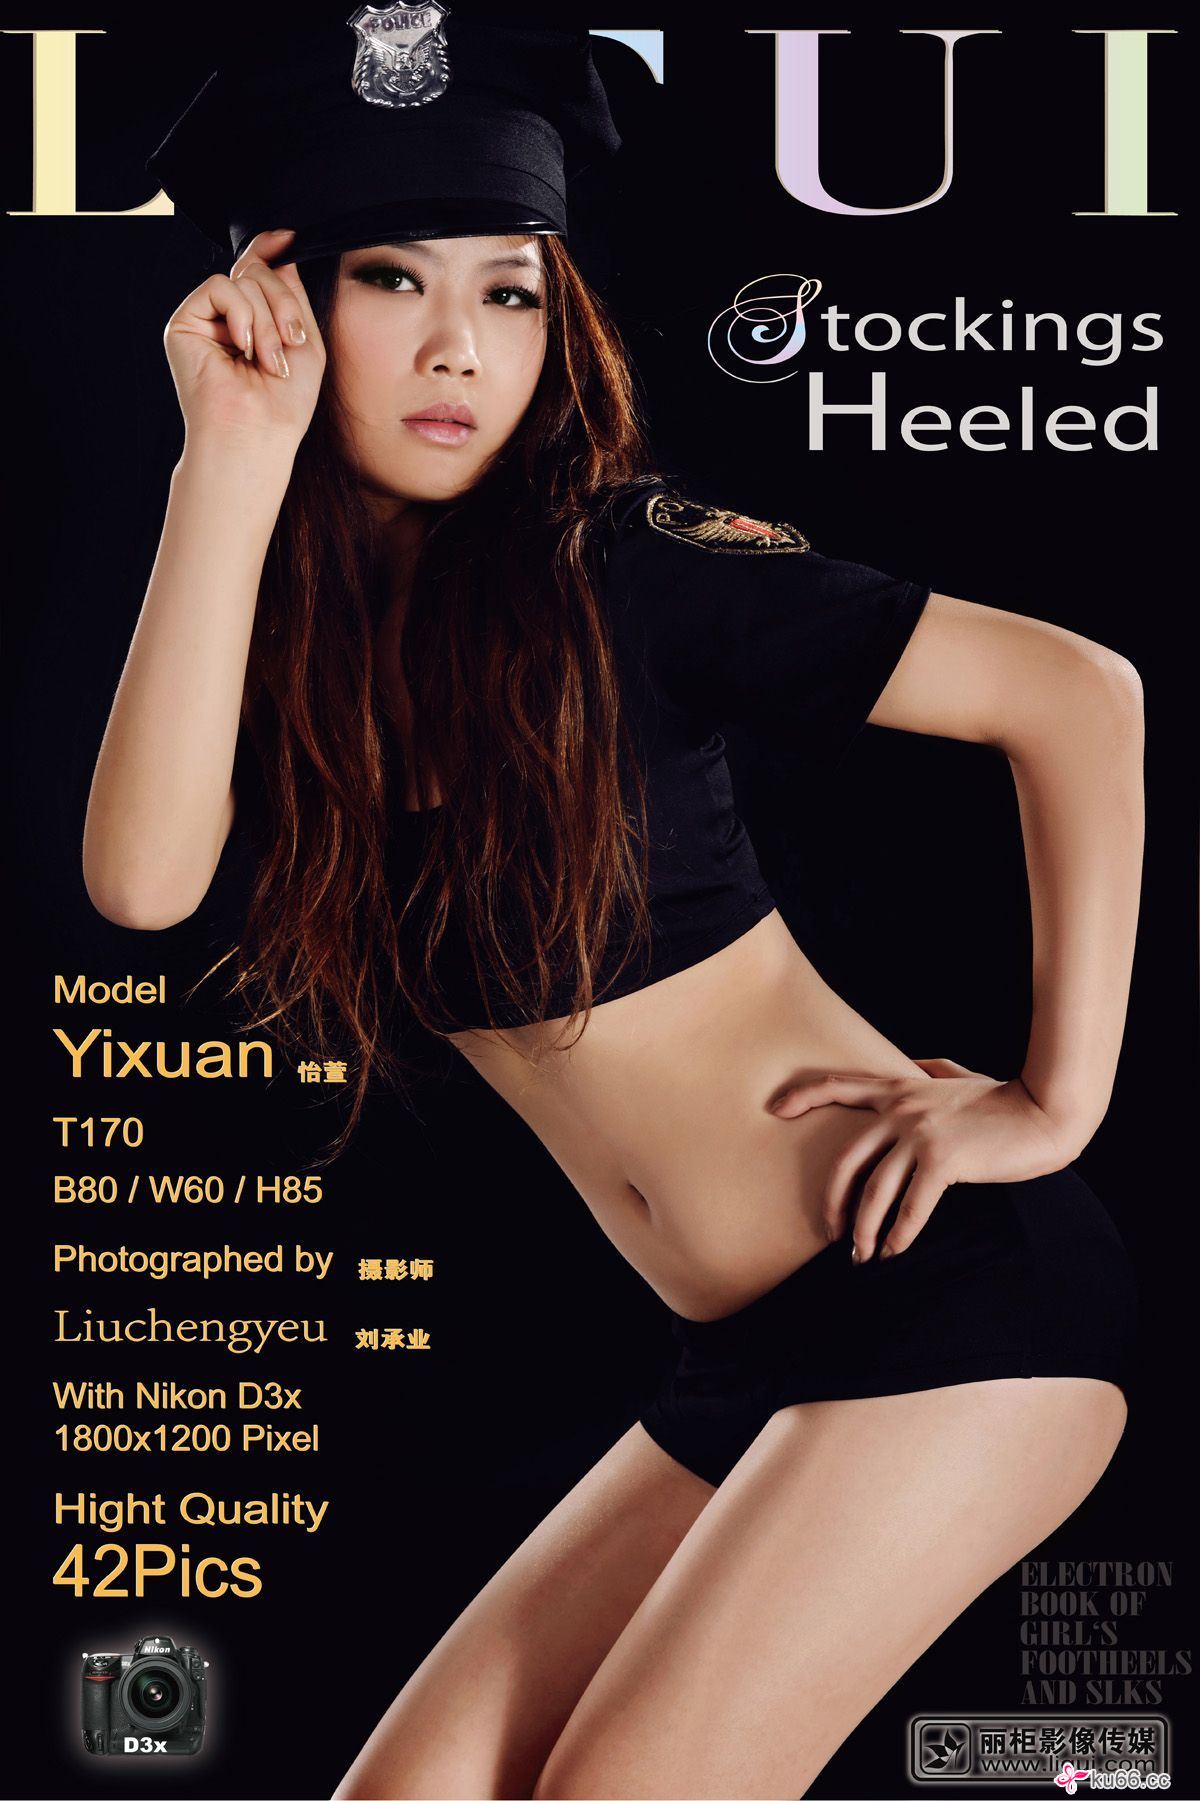 POLICE
L UI
Stockings
Heeled
PO
Model
Yixuan 怡萱
T170
B80 / W60 / H85
Photographed by 摄影师
Liuchengyeu 刘承业
With Nikon D3x
1800x1200 Pixel
Hight Quality
42Pics
Nikon
D3x
ELECTRON
BOOK OF
GIRL'S
FOOTHEELS
AND SLKS
丽柜影像传媒
www.ligui.com
ku66.cc